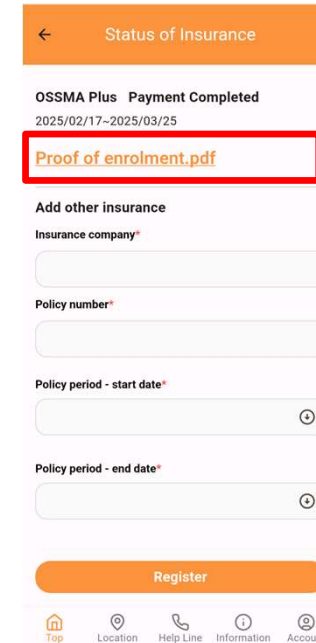 Status of Insurance
OSSMA Plus Payment Completed
2025/02/17~2025/03/25
Proof of enrolment.pdf
Add other insurance
Insurance company*
Policy number*
Policy period - start date*
Policy period - end date*
Register
Top Location Help Line Information Accou